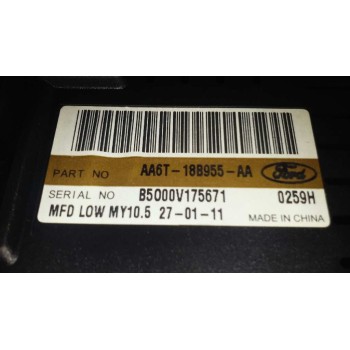 PART NO AA6T-18B955-AA Ford
SERIAL NO B5000V175671 0259H
MFD LOW MY10.5 27-01-11 MADE IN CHINA